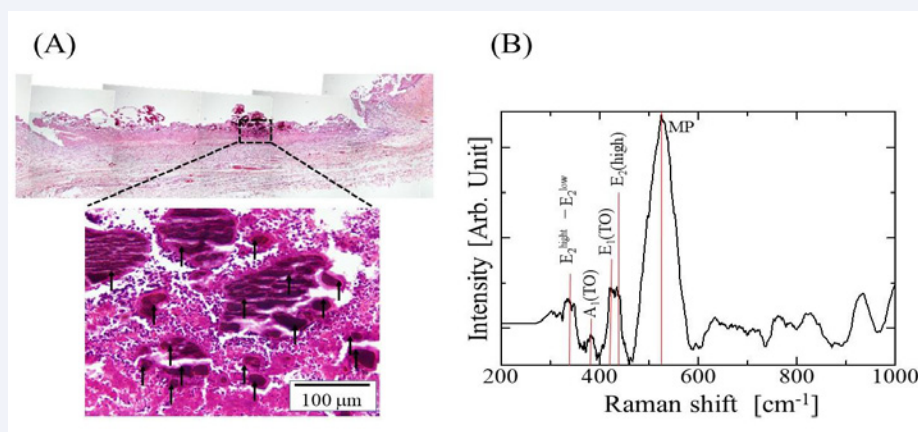 (A)
(B)
100 μm
Intensity [Arb. Unit]
E₂ʰⁱᵍʰᵗ – E₂ˡᵒʷ
A₁(TO)
E₁(TO)
E₂(high)
MP
200 400 600 800 1000
Raman shift [cm⁻¹]